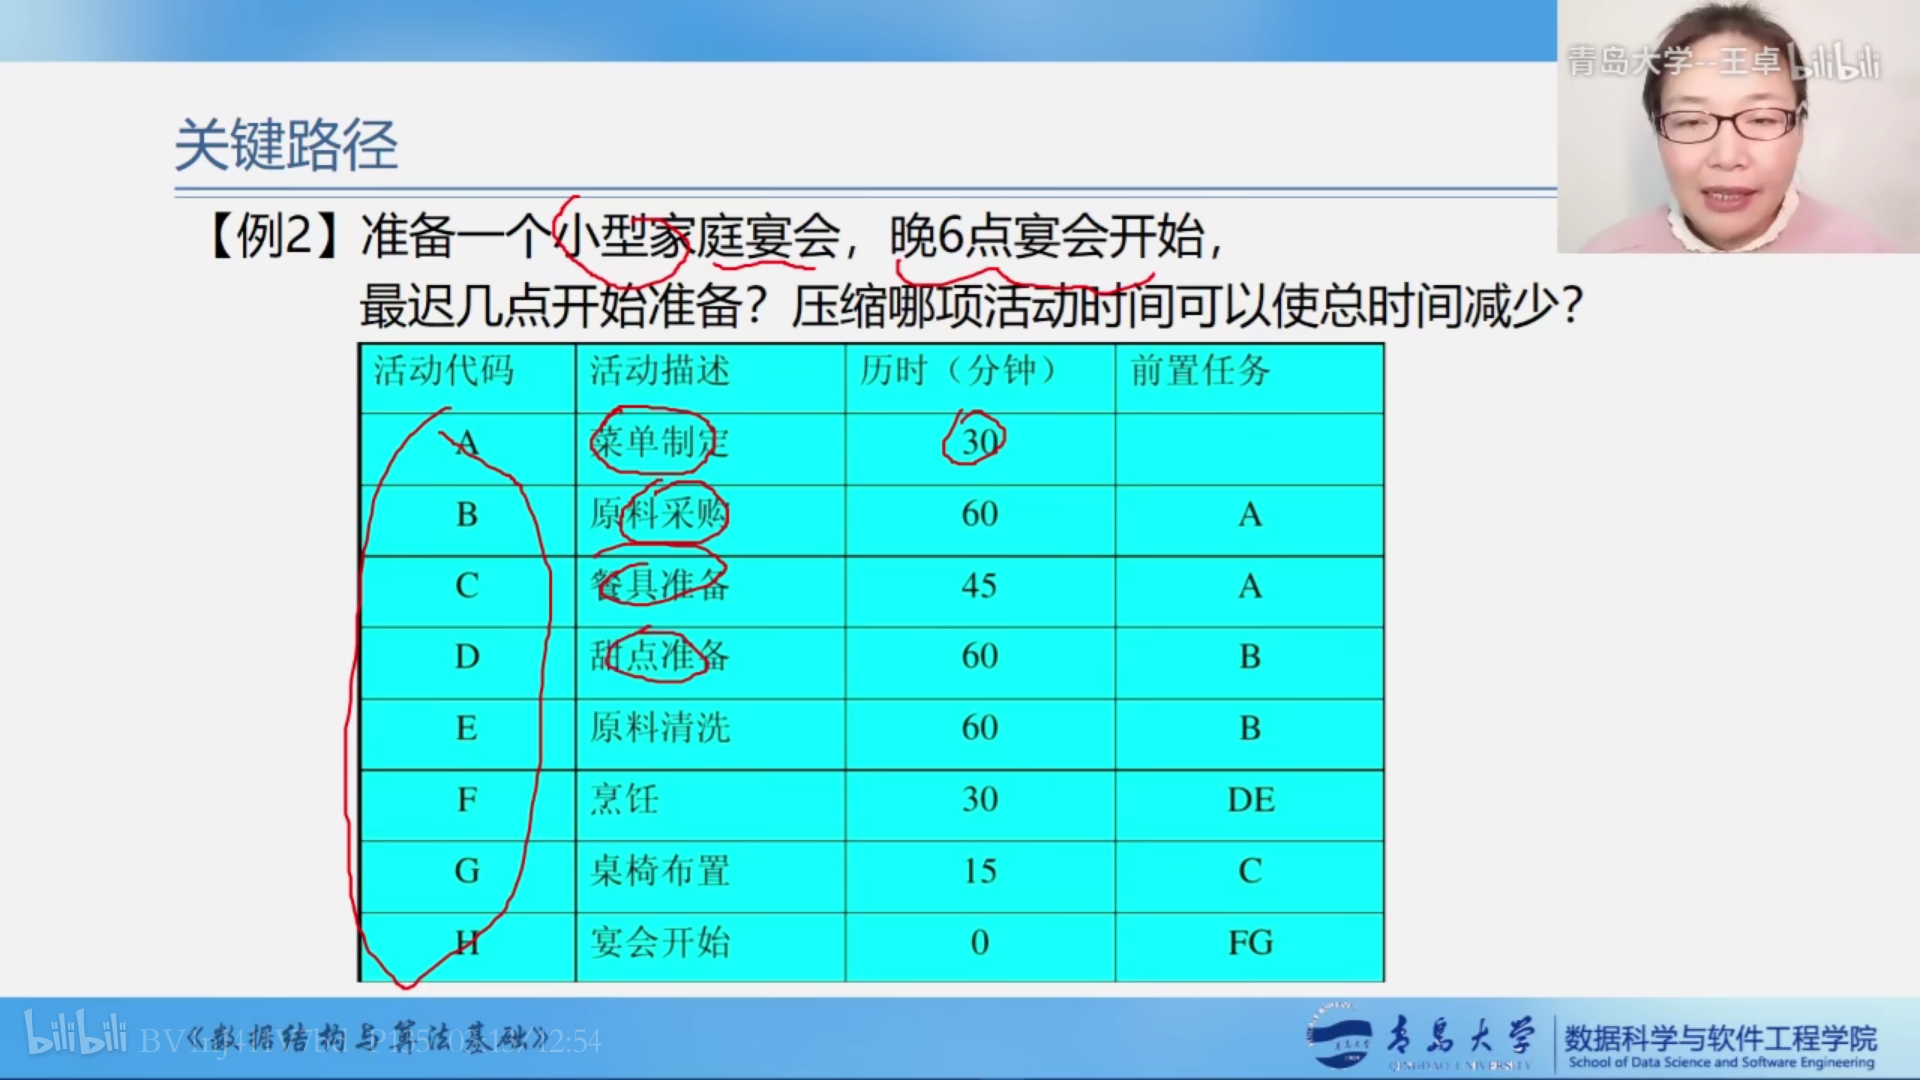 青岛大学--王卓 bilibili
关键路径
【例2】准备一个小型家庭宴会，晚6点宴会开始，
最迟几点开始准备？压缩哪项活动时间可以使总时间减少？
活动代码 活动描述 历时（分钟） 前置任务
A 菜单制定 30
B 原料采购 60 A
C 餐具准备 45 A
D 甜点准备 60 B
E 原料清洗 60 B
F 烹饪 30 DE
G 桌椅布置 15 C
H 宴会开始 0 FG
bilibili
《数据结构与算法基础》
青岛大学
QINGDAO UNIVERSITY
数据科学与软件工程学院
School of Data Science and Software Engineering